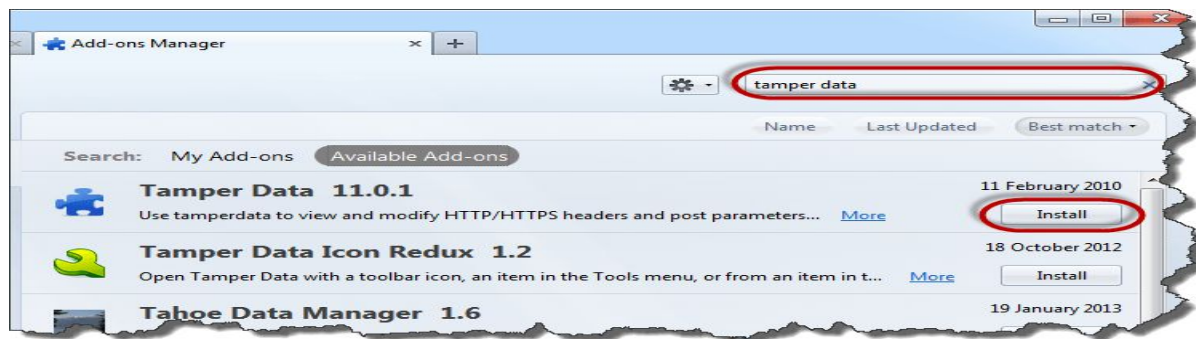 Add-ons Manager
tamper data
Name Last Updated Best match
Search: My Add-ons Available Add-ons
Tamper Data 11.0.1 11 February 2010
Use tamperdata to view and modify HTTP/HTTPS headers and post parameters... More Install
Tamper Data Icon Redux 1.2 18 October 2012
Open Tamper Data with a toolbar icon, an item in the Tools menu, or from an item in t... More Install
Tahoe Data Manager 1.6 19 January 2013